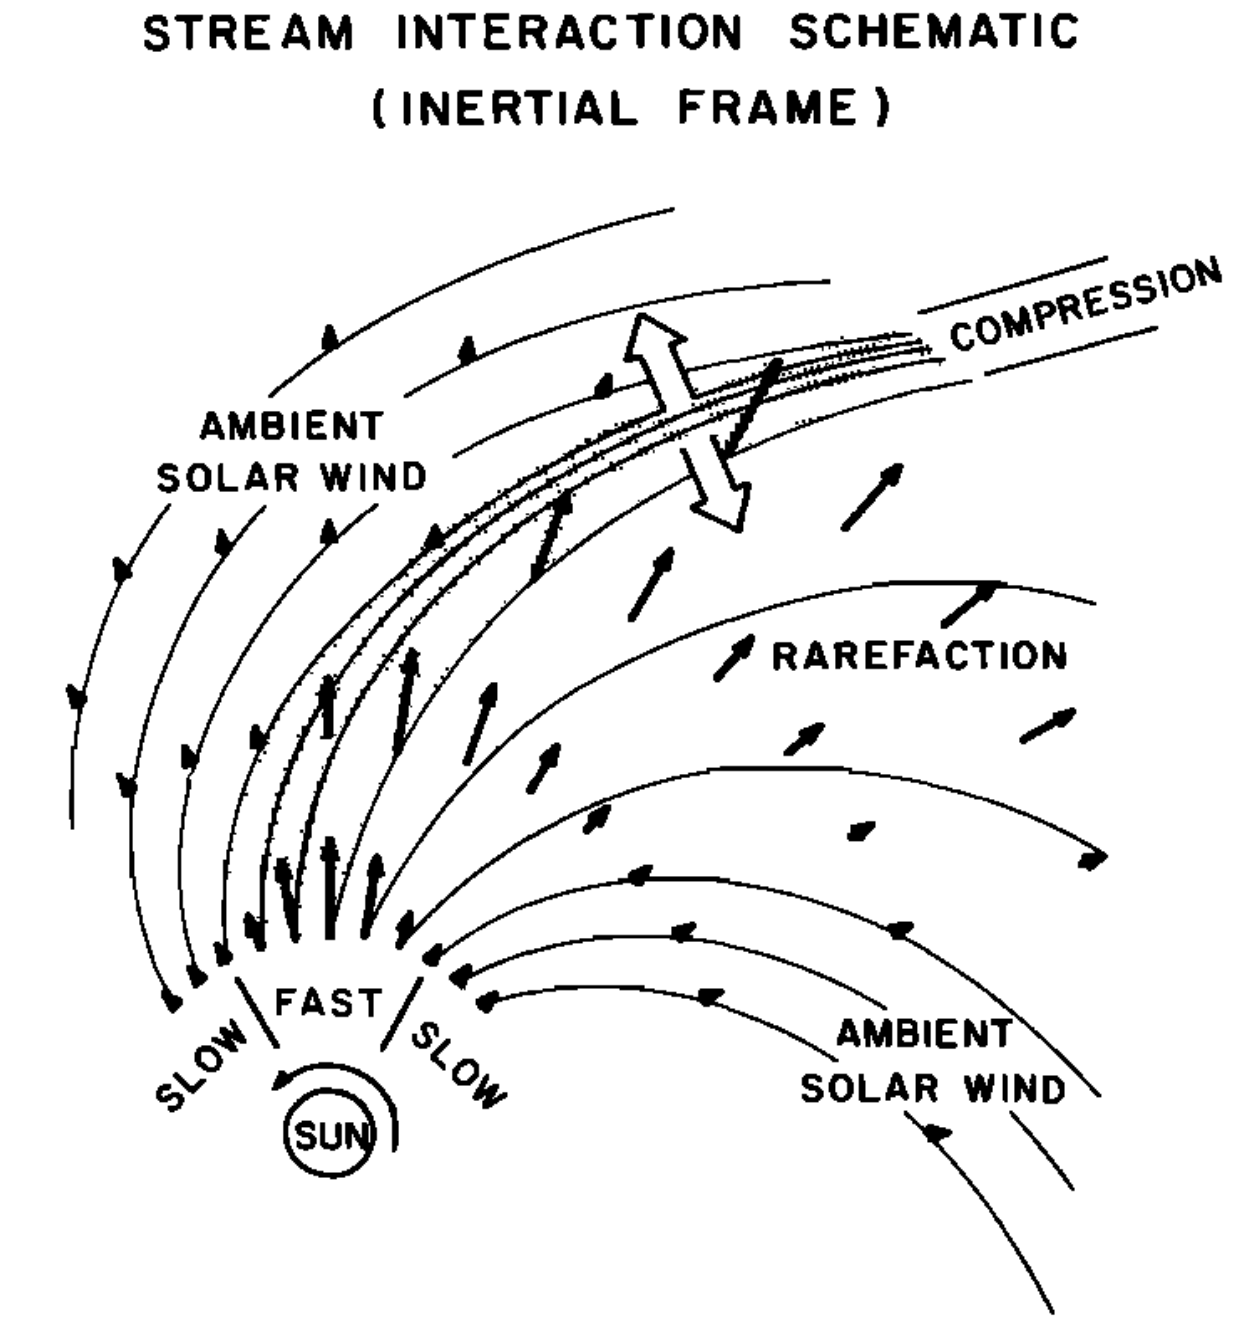 STREAM INTERACTION SCHEMATIC
(INERTIAL FRAME)
COMPRESSION
AMBIENT
SOLAR WIND
RAREFACTION
FAST
SLOW
SLOW
AMBIENT
SOLAR WIND
SUN